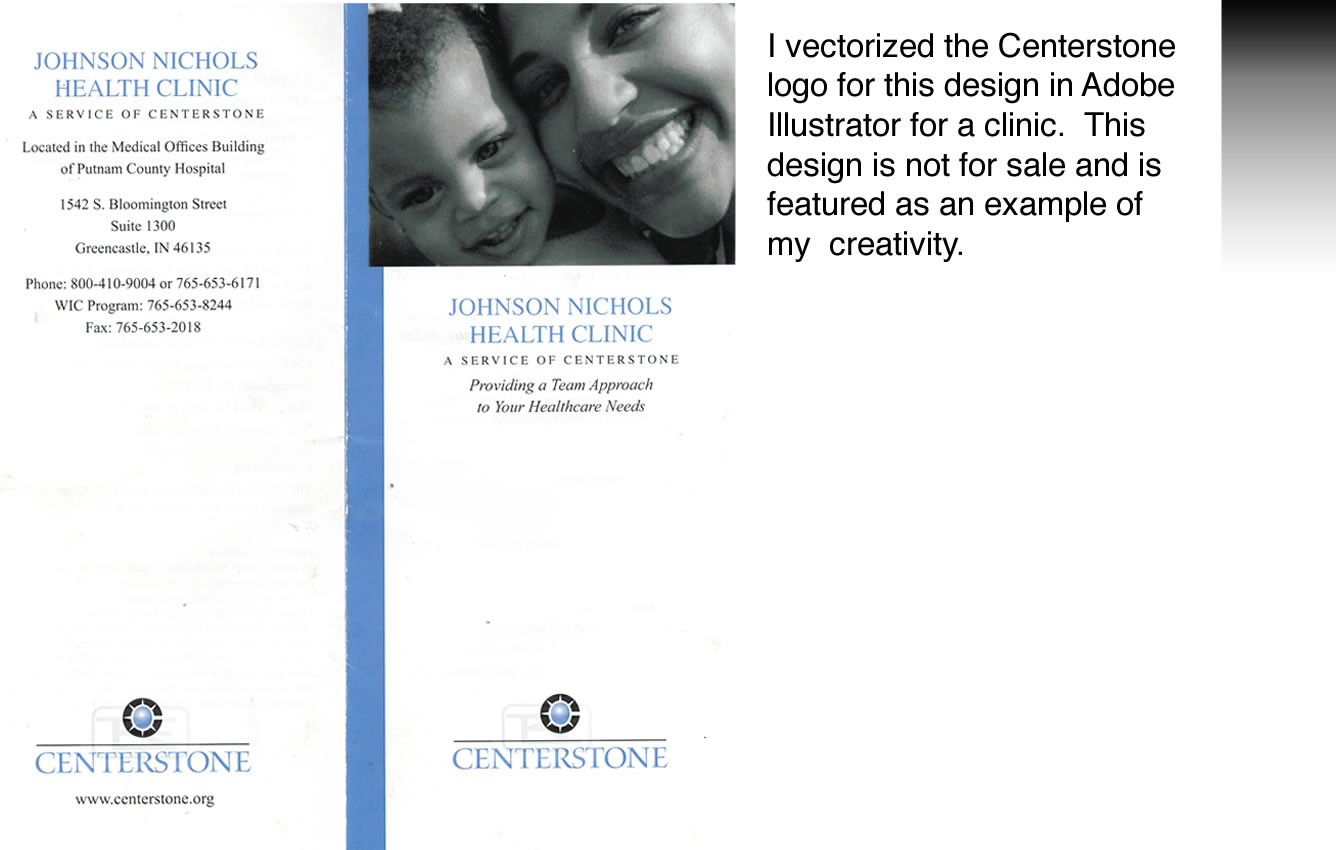 JOHNSON NICHOLS
HEALTH CLINIC
A SERVICE OF CENTERSTONE
Located in the Medical Offices Building
of Putnam County Hospital
1542 S. Bloomington Street
Suite 1300
Greencastle, IN 46135
Phone: 800-410-9004 or 765-653-6171
WIC Program: 765-653-8244
Fax: 765-653-2018
CENTERSTONE
www.centerstone.org
JOHNSON NICHOLS
HEALTH CLINIC
A SERVICE OF CENTERSTONE
Providing a Team Approach
to Your Healthcare Needs
CENTERSTONE
I vectorized the Centerstone
logo for this design in Adobe
Illustrator for a clinic.  This
design is not for sale and is
featured as an example of
my  creativity.